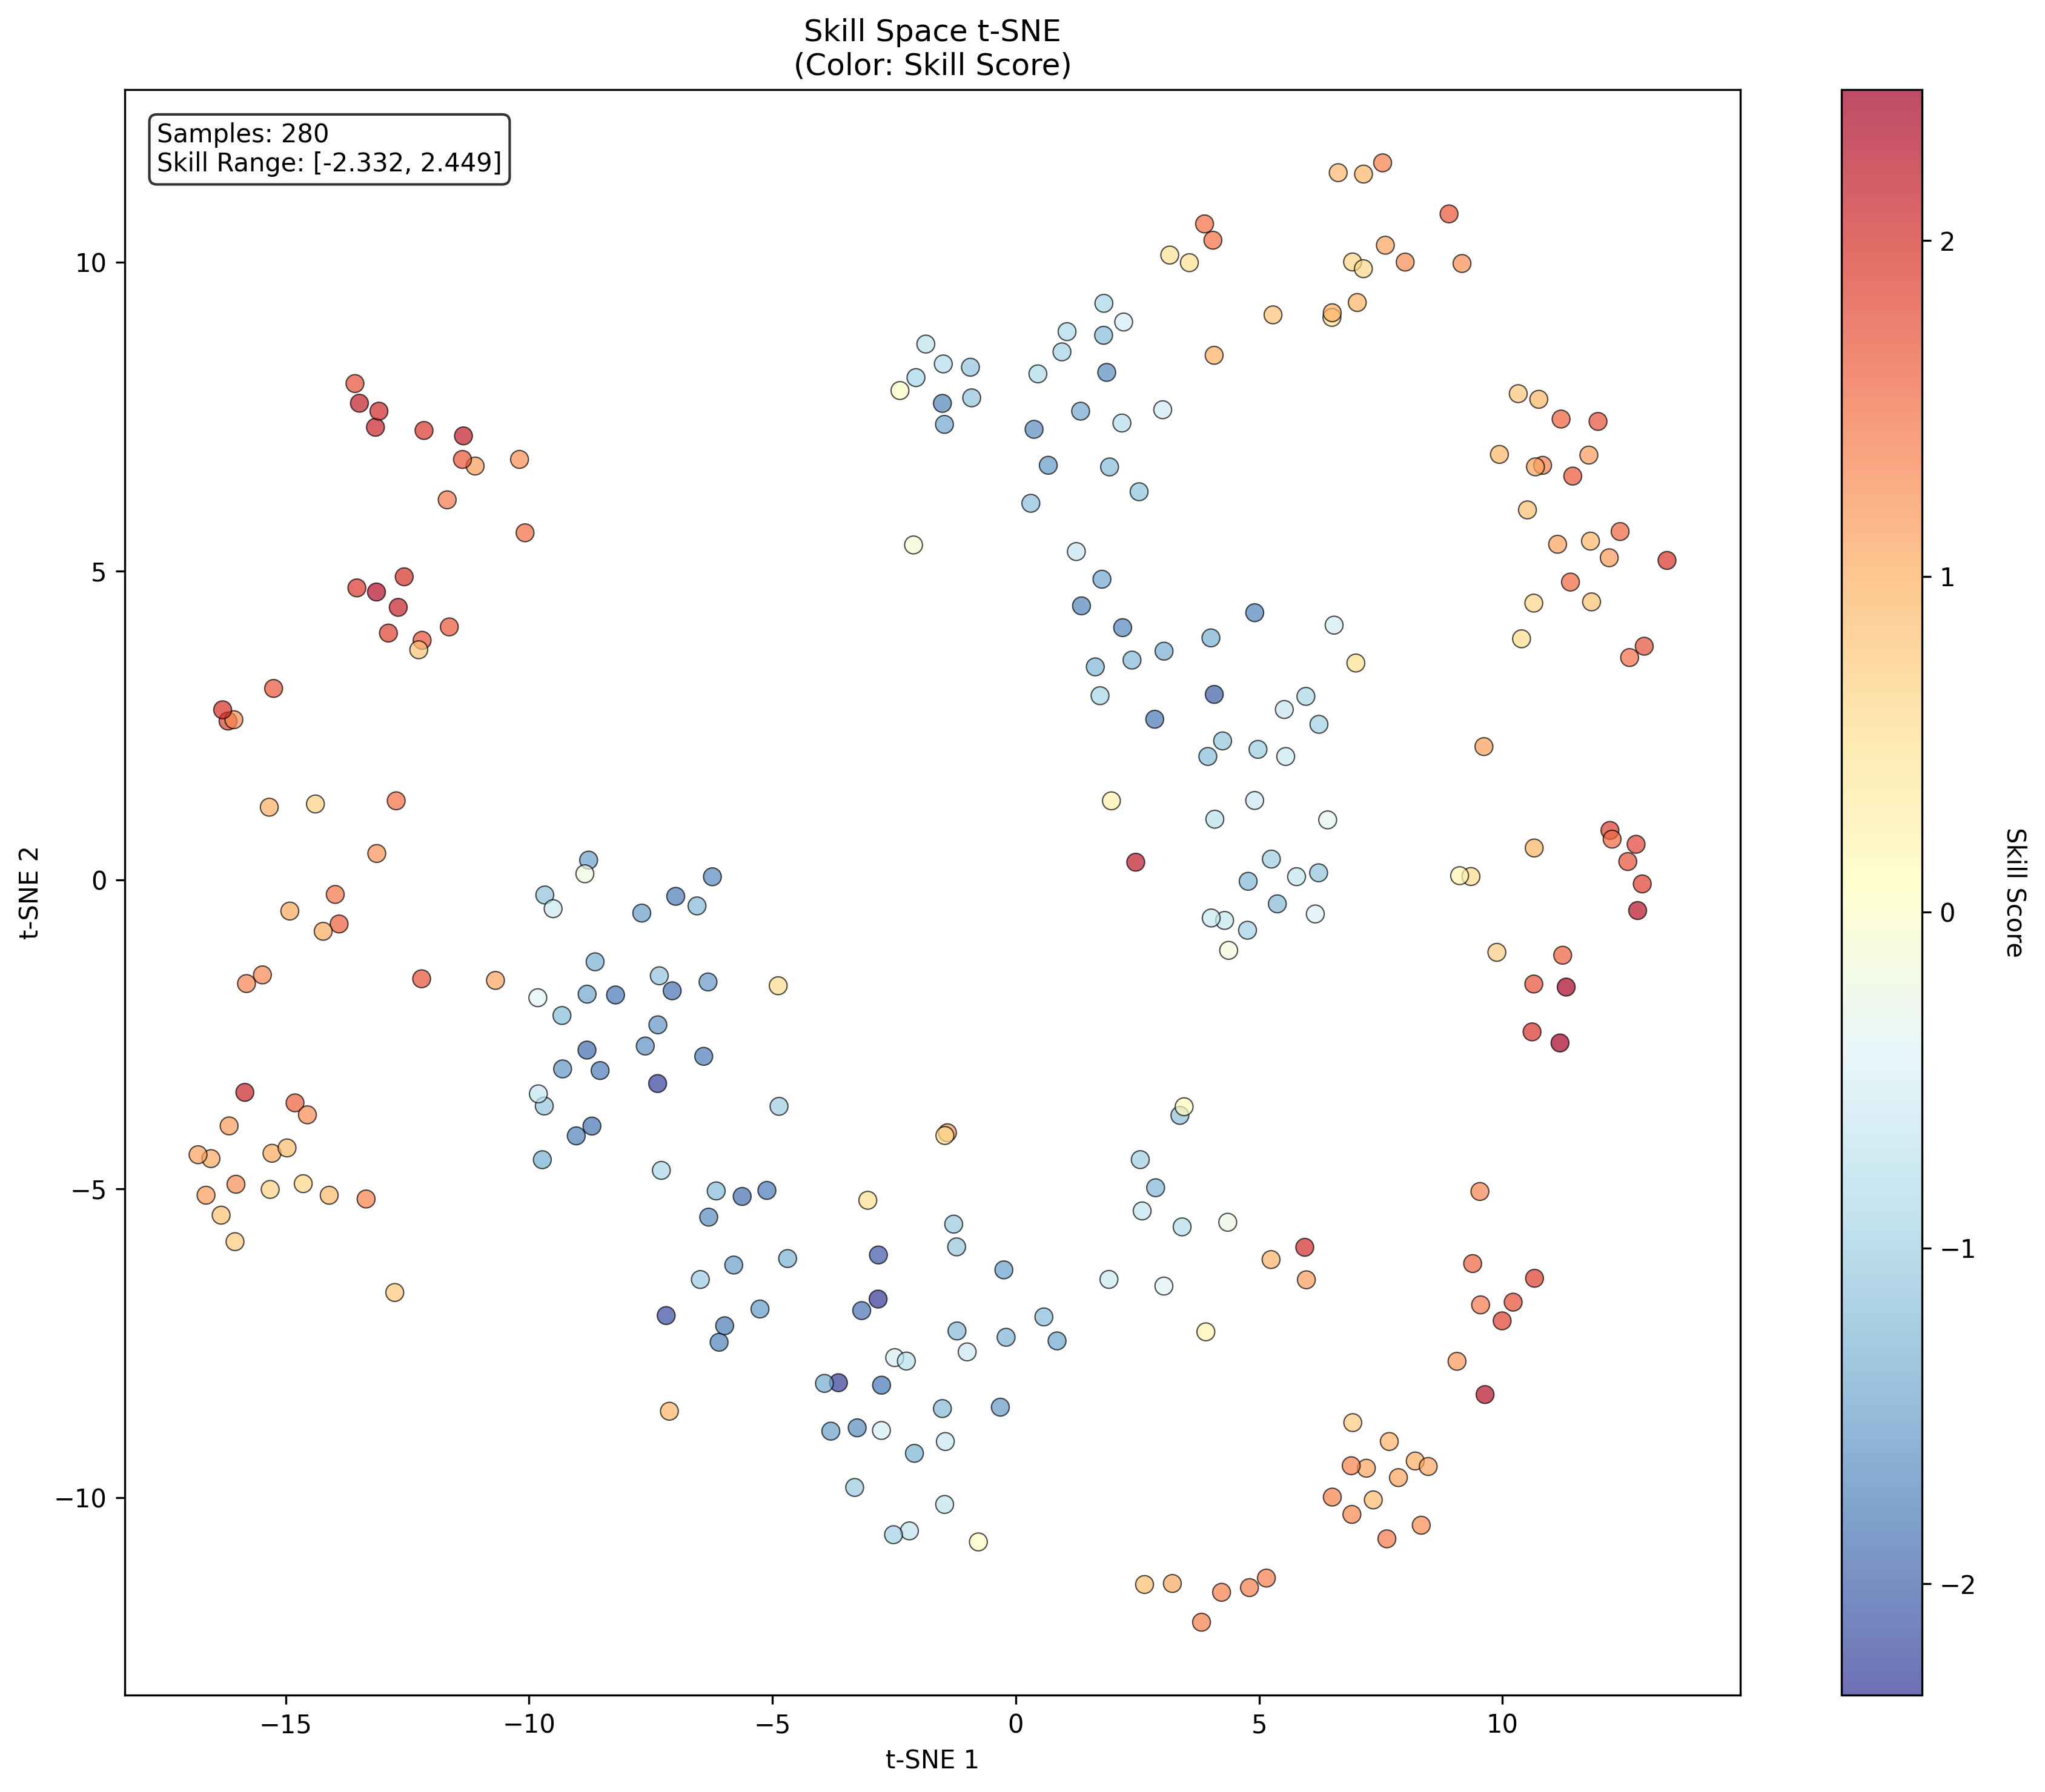 Skill Space t-SNE
(Color: Skill Score)
Samples: 280
Skill Range: [-2.332, 2.449]
10
5
0
−5
−10
t-SNE 2
−15
−10
−5
0
5
10
t-SNE 1
2
1
0
−1
−2
Skill Score